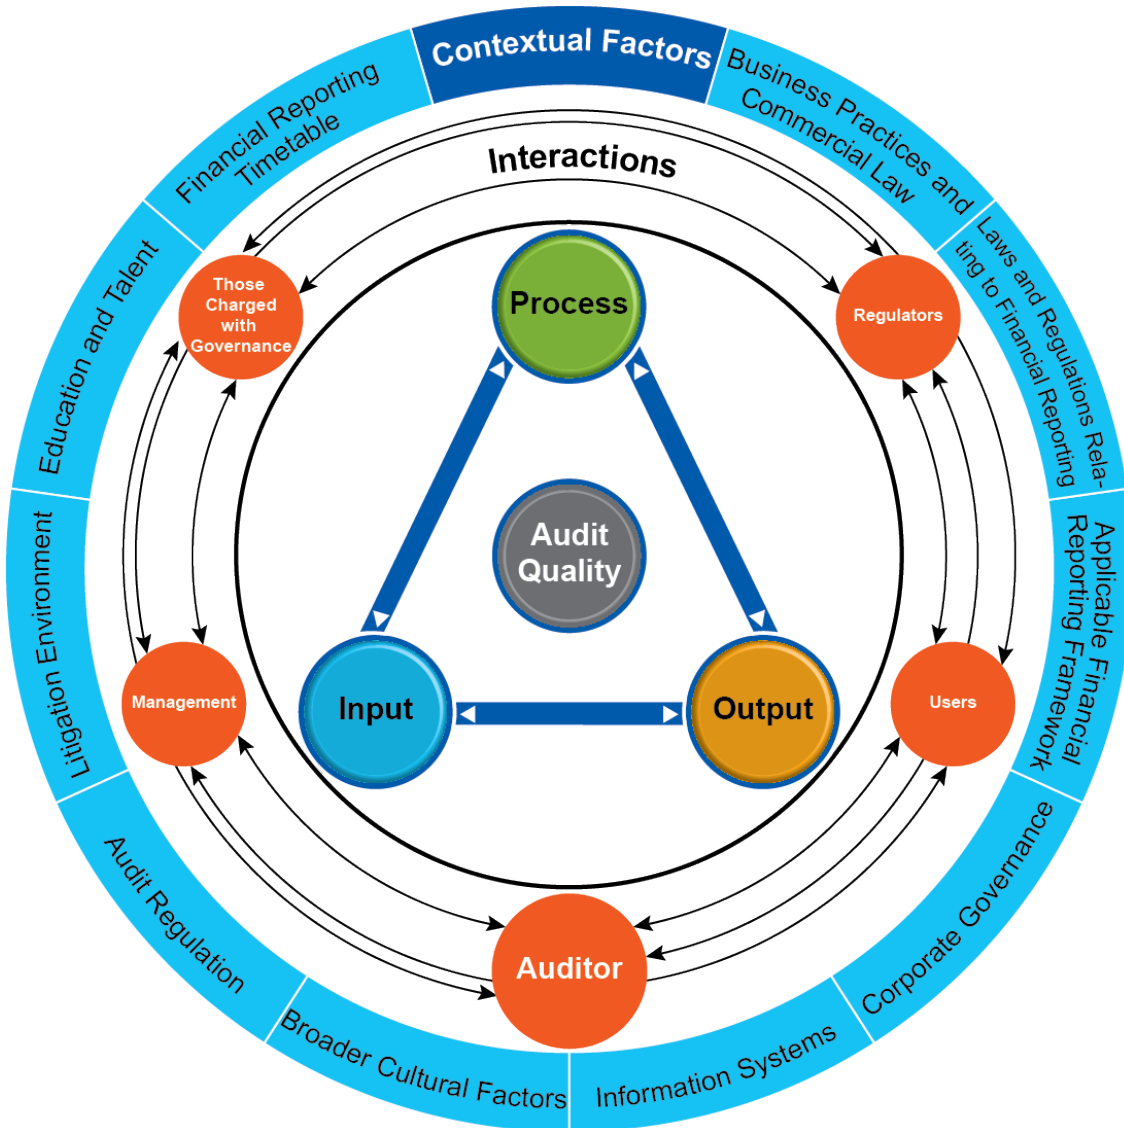 Contextual Factors
Business Practices and
Commercial Law
Laws and Regulations Rela-
ting to Financial Reporting
Applicable Financial
Reporting Framework
Corporate Governance
Information Systems
Broader Cultural Factors
Audit Regulation
Litigation Environment
Education and Talent
Financial Reporting
Timetable
Interactions
Those
Charged
with
Governance
Regulators
Process
Audit
Quality
Management
Input
Output
Users
Auditor